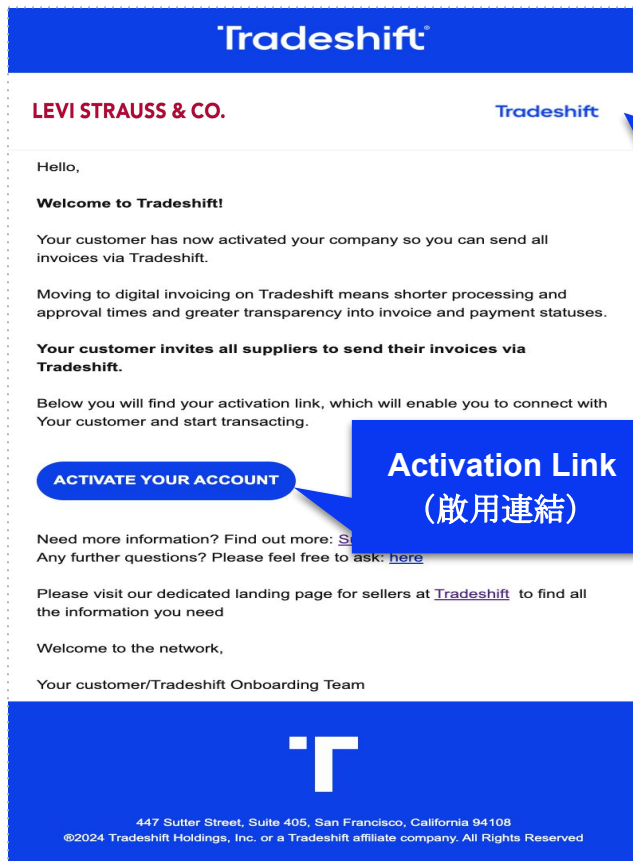 Tradeshift
LEVI STRAUSS & CO.
Tradeshift
Hello,
Welcome to Tradeshift!
Your customer has now activated your company so you can send all
invoices via Tradeshift.
Moving to digital invoicing on Tradeshift means shorter processing and
approval times and greater transparency into invoice and payment statuses.
Your customer invites all suppliers to send their invoices via
Tradeshift.
Below you will find your activation link, which will enable you to connect with
Your customer and start transacting.
ACTIVATE YOUR ACCOUNT
Activation Link
（啟用連結）
Need more information? Find out more:
Any further questions? Please feel free to ask: here
Please visit our dedicated landing page for sellers at Tradeshift to find all
the information you need
Welcome to the network,
Your customer/Tradeshift Onboarding Team
447 Sutter Street, Suite 405, San Francisco, California 94108
®2024 Tradeshift Holdings, Inc. or a Tradeshift affiliate company. All Rights Reserved